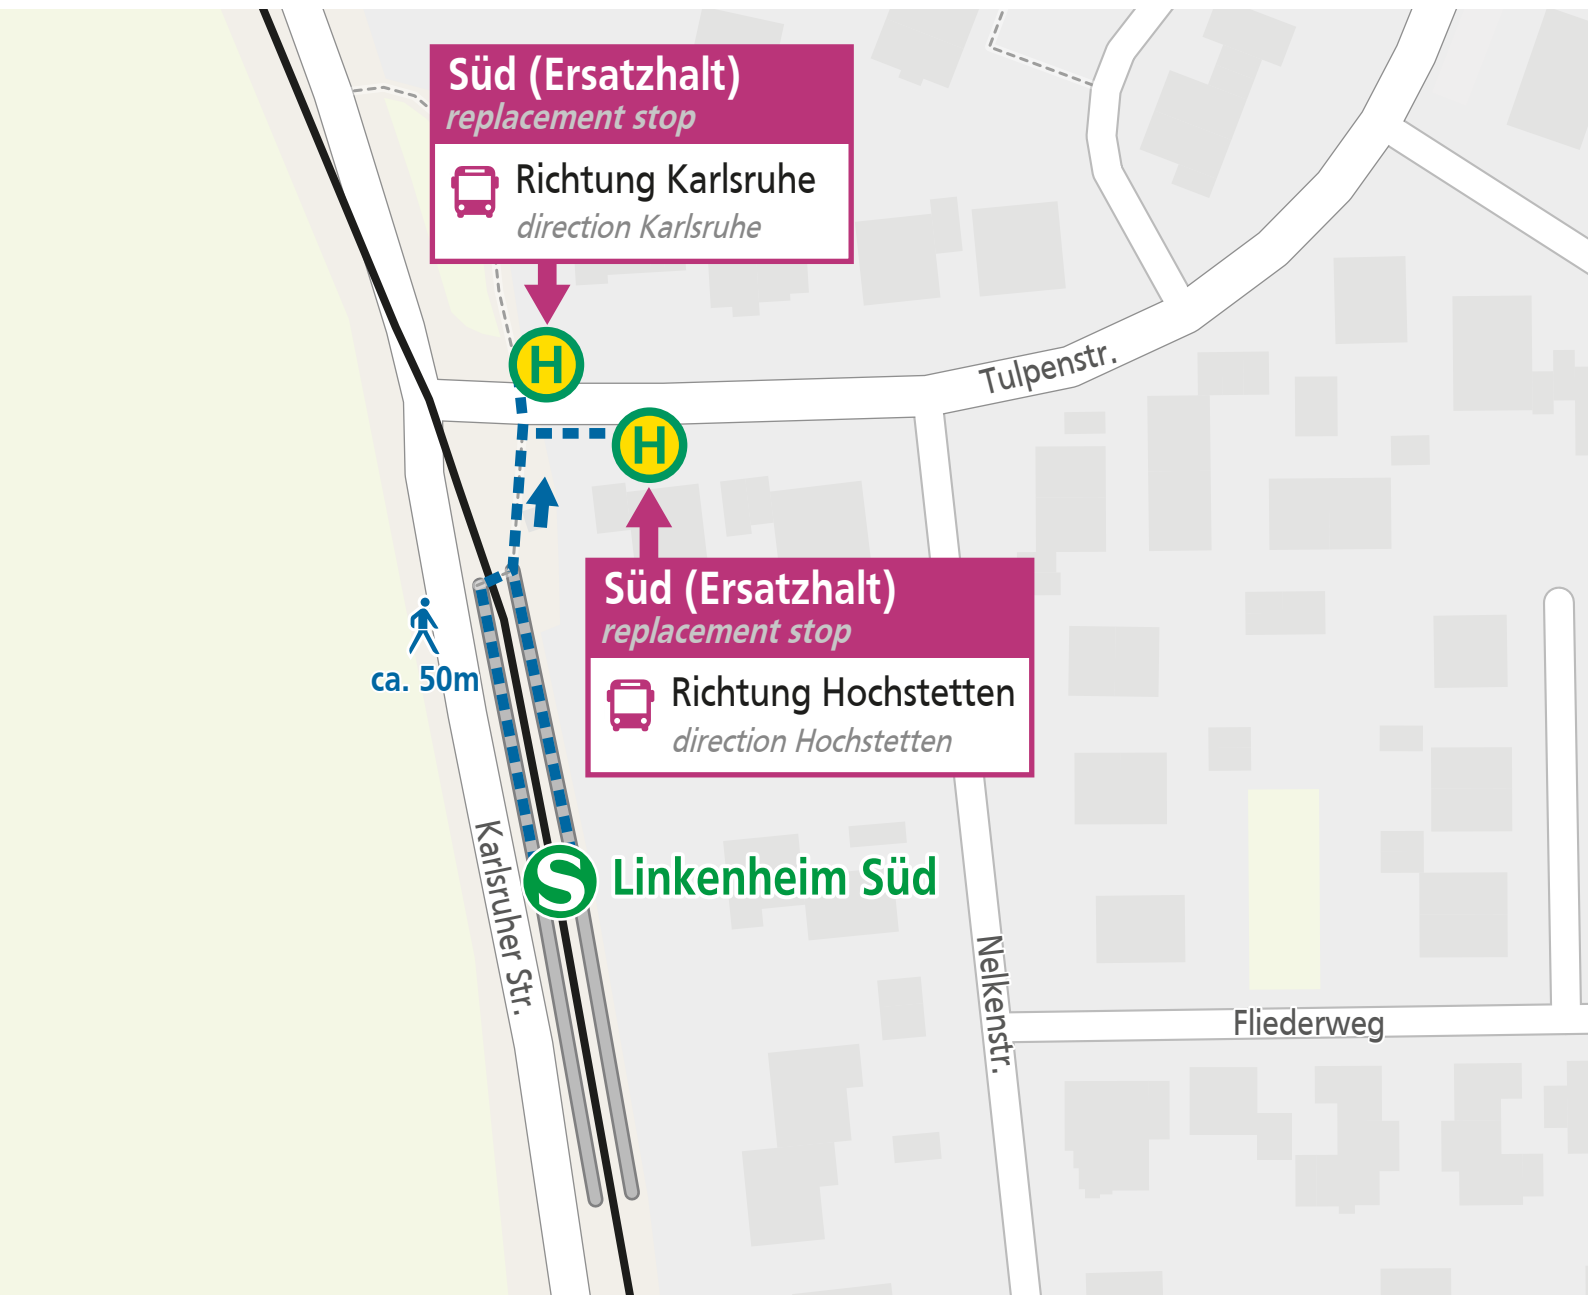 Süd (Ersatzhalt)
replacement stop
Richtung Karlsruhe
direction Karlsruhe
H
Tulpenstr.
H
Süd (Ersatzhalt)
replacement stop
Richtung Hochstetten
direction Hochstetten
ca. 50m
Karlsruher Str.
S
Linkenheim Süd
Nelkenstr.
Fliederweg